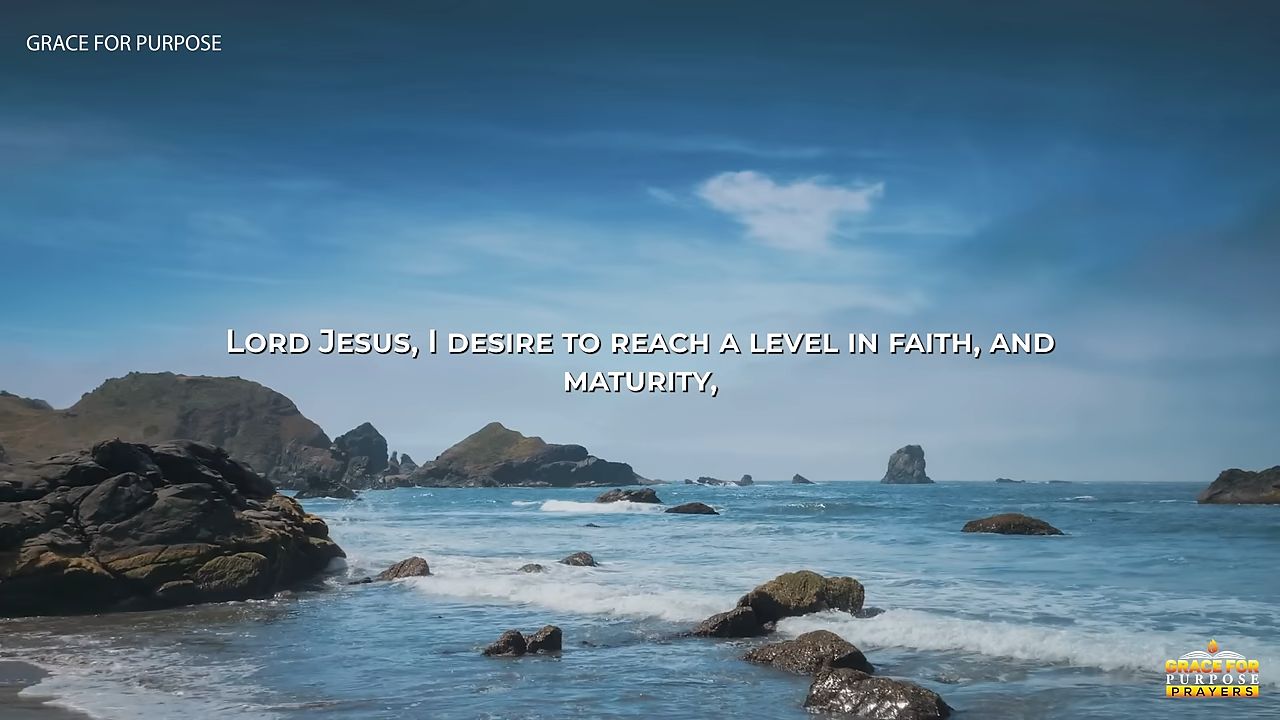 GRACE FOR PURPOSE
LORD JESUS, I DESIRE TO REACH A LEVEL IN FAITH, AND
MATURITY,
GRACE FOR
PURPOSE
PRAYERS